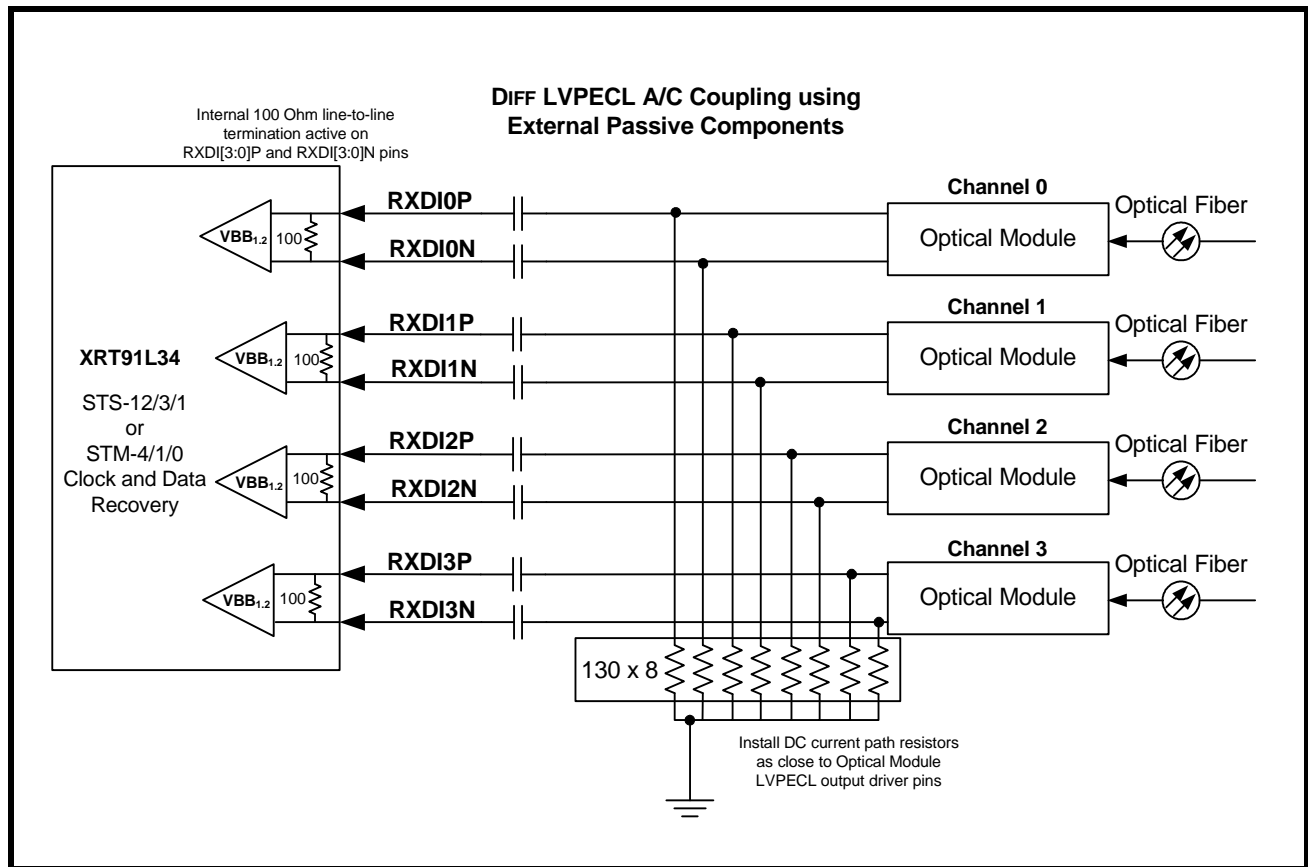 DIFF LVPECL A/C Coupling using
External Passive Components
Internal 100 Ohm line-to-line
termination active on
RXDI[3:0]P and RXDI[3:0]N pins
XRT91L34
STS-12/3/1
or
STM-4/1/0
Clock and Data
Recovery
VBB1.2
100
RXDI0P
RXDI0N
Channel 0
Optical Module
Optical Fiber
VBB1.2
100
RXDI1P
RXDI1N
Channel 1
Optical Module
Optical Fiber
VBB1.2
100
RXDI2P
RXDI2N
Channel 2
Optical Module
Optical Fiber
VBB1.2
100
RXDI3P
RXDI3N
Channel 3
Optical Module
Optical Fiber
130 x 8
Install DC current path resistors
as close to Optical Module
LVPECL output driver pins